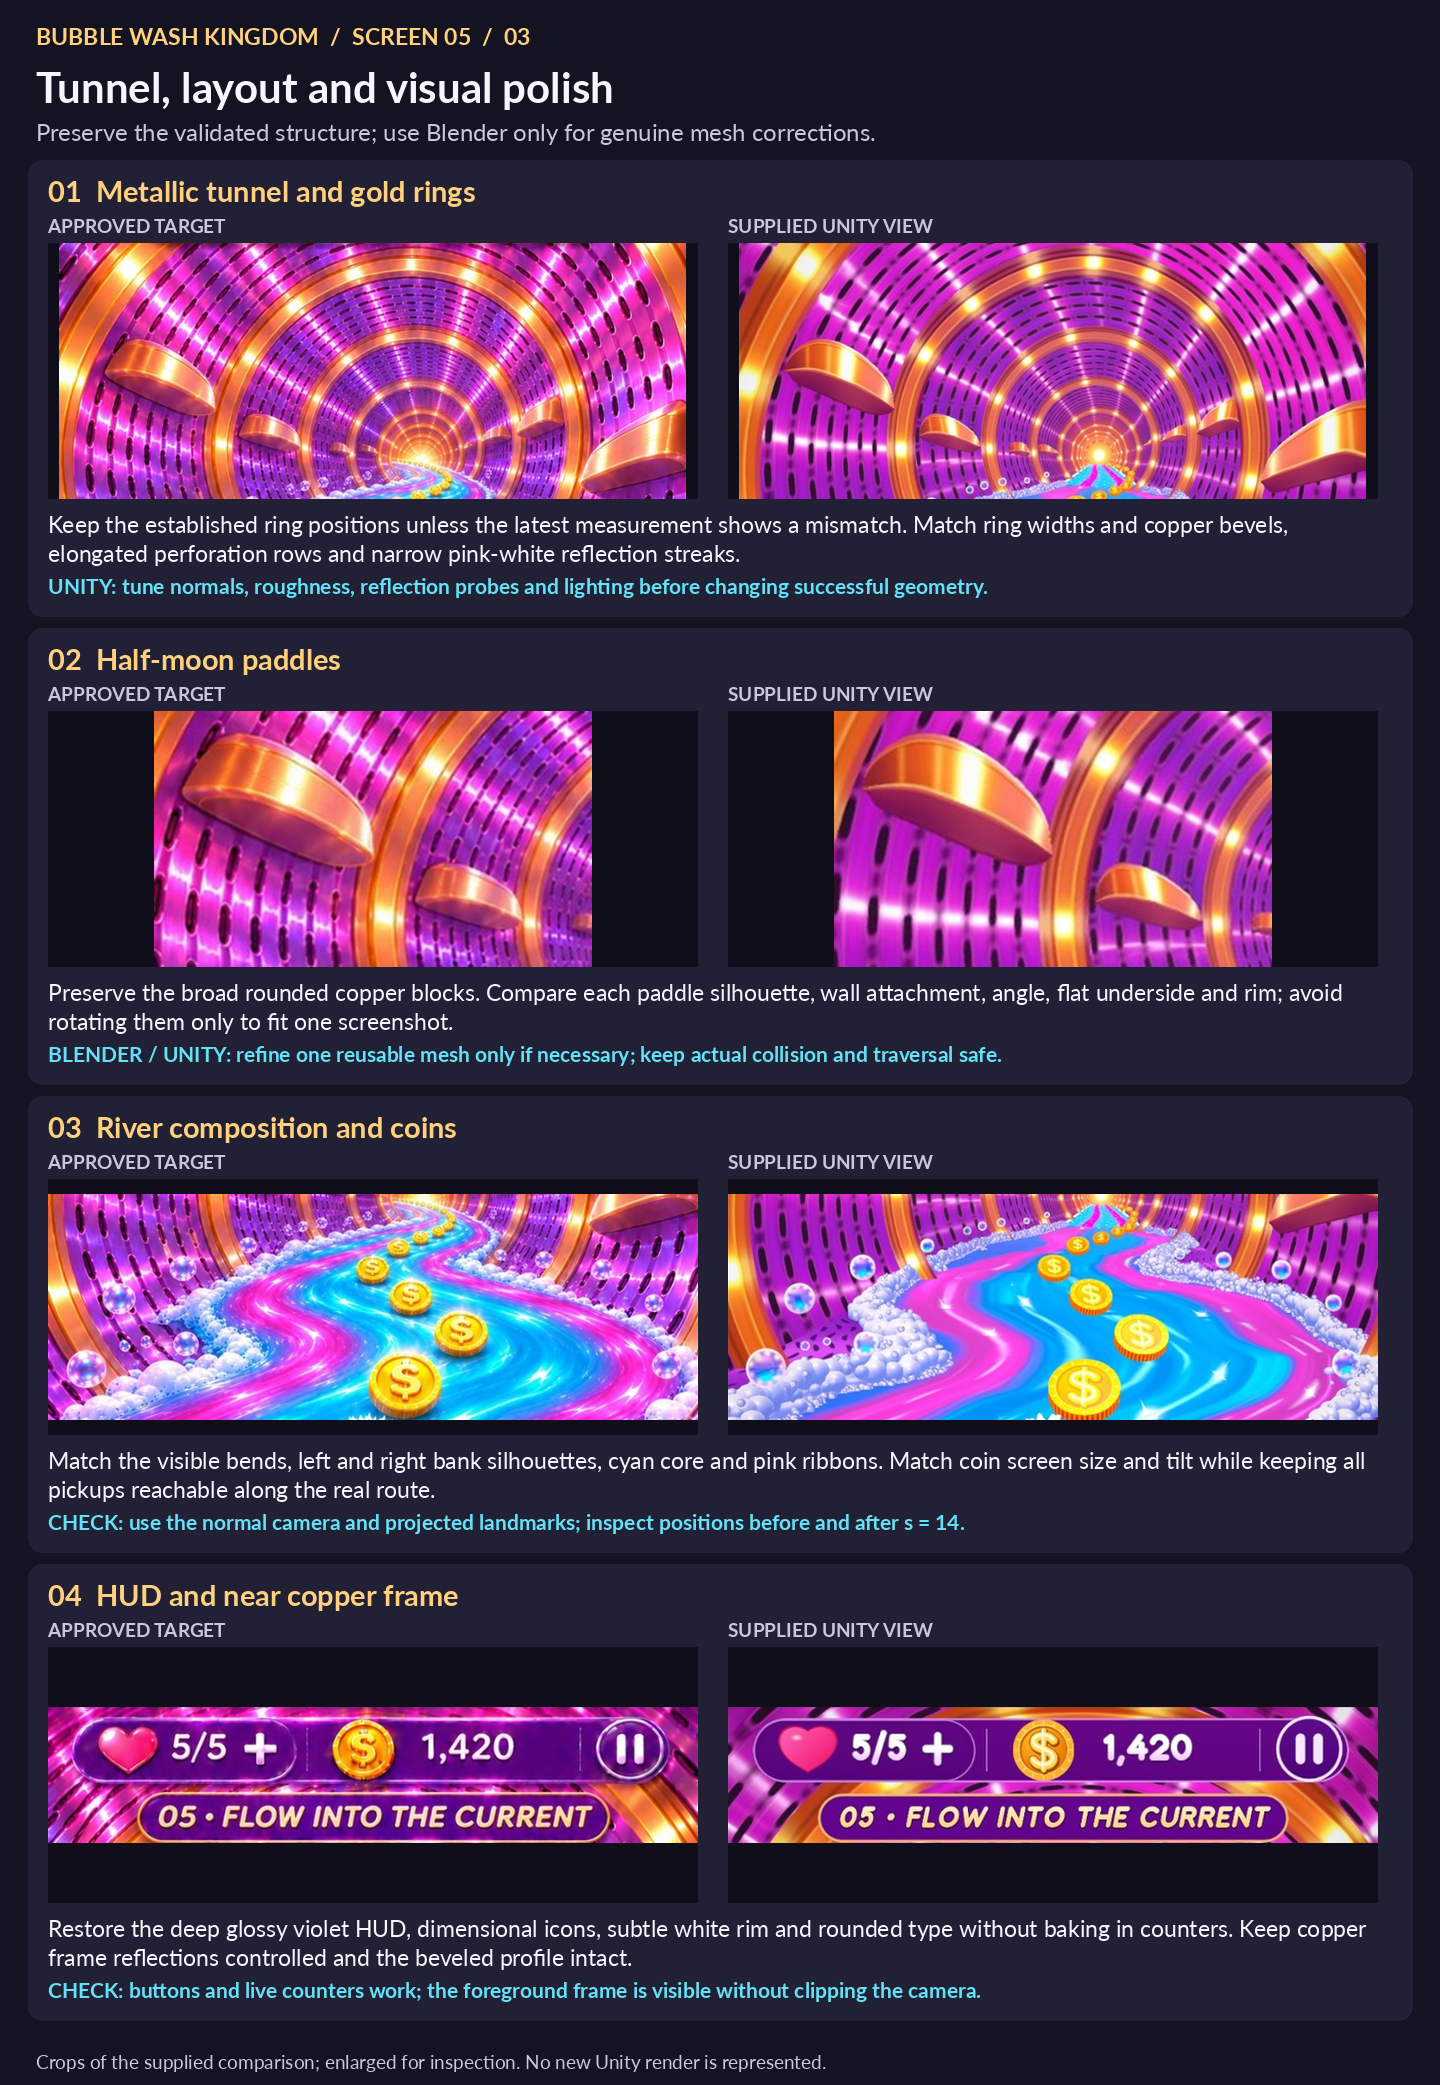 BUBBLE WASH KINGDOM / SCREEN 05 / 03
Tunnel, layout and visual polish
Preserve the validated structure; use Blender only for genuine mesh corrections.
01 Metallic tunnel and gold rings
APPROVED TARGET
SUPPLIED UNITY VIEW
Keep the established ring positions unless the latest measurement shows a mismatch. Match ring widths and copper bevels,
elongated perforation rows and narrow pink-white reflection streaks.
UNITY: tune normals, roughness, reflection probes and lighting before changing successful geometry.
02 Half-moon paddles
APPROVED TARGET
SUPPLIED UNITY VIEW
Preserve the broad rounded copper blocks. Compare each paddle silhouette, wall attachment, angle, flat underside and rim; avoid
rotating them only to fit one screenshot.
BLENDER / UNITY: refine one reusable mesh only if necessary; keep actual collision and traversal safe.
03 River composition and coins
APPROVED TARGET
SUPPLIED UNITY VIEW
$
$
$
$
$
$
$
$
$
$
Match the visible bends, left and right bank silhouettes, cyan core and pink ribbons. Match coin screen size and tilt while keeping all
pickups reachable along the real route.
CHECK: use the normal camera and projected landmarks; inspect positions before and after s = 14.
04 HUD and near copper frame
APPROVED TARGET
SUPPLIED UNITY VIEW
5/5 + $ 1,420
05 • FLOW INTO THE CURRENT
5/5 + $ 1,420
05 • FLOW INTO THE CURRENT
Restore the deep glossy violet HUD, dimensional icons, subtle white rim and rounded type without baking in counters. Keep copper
frame reflections controlled and the beveled profile intact.
CHECK: buttons and live counters work; the foreground frame is visible without clipping the camera.
Crops of the supplied comparison; enlarged for inspection. No new Unity render is represented.